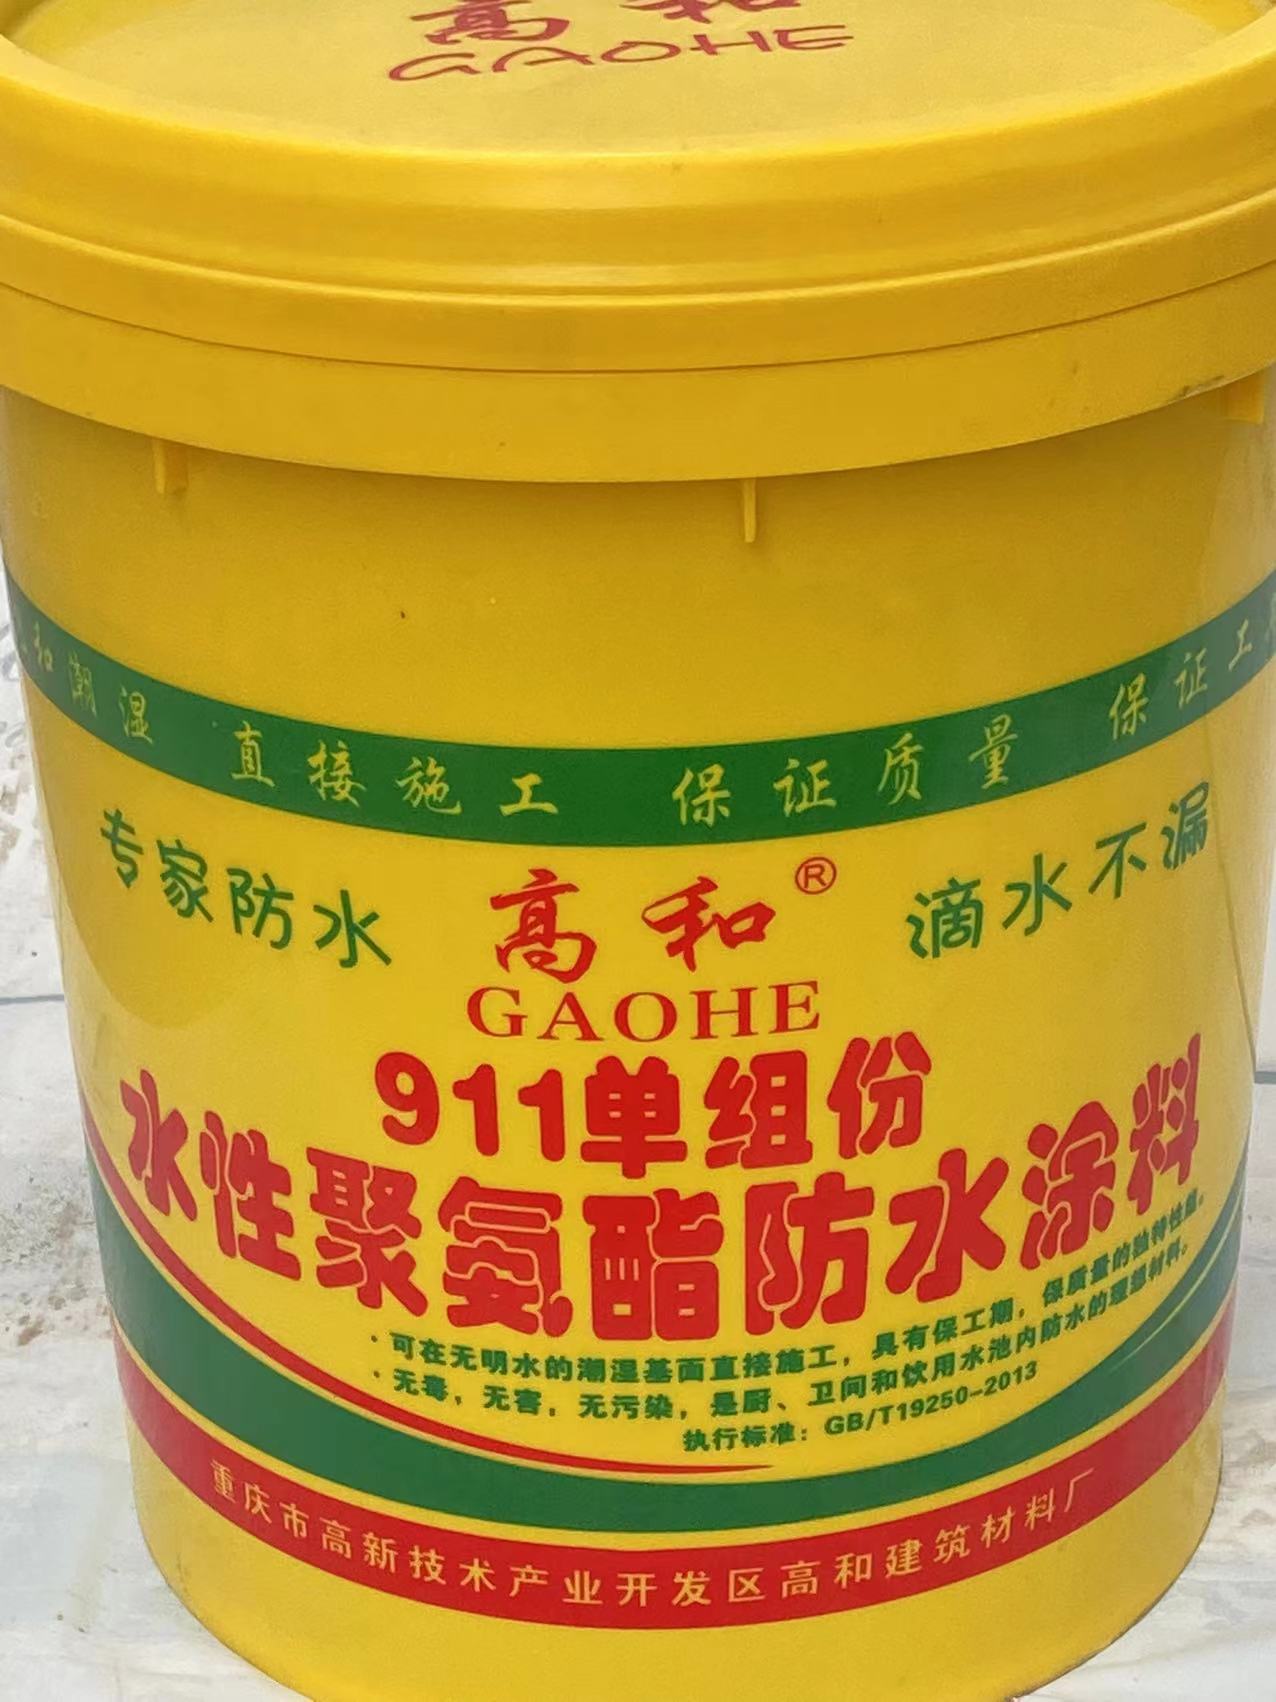 高和
GAOHE
和潮湿 直接施工 保证质量 保证工
专家防水
高和®
滴水不漏
GAOHE
911单组份
水性聚氨酯防水涂料
·可在无明水的潮湿基面直接施工，具有保工期，保质量的独特性
·无毒，无害，无污染，是厨、卫间和饮用水池内防水的理想材料。
执行标准：GB/T19250-2013
重庆市高新技术产业开发区高和建筑材料厂